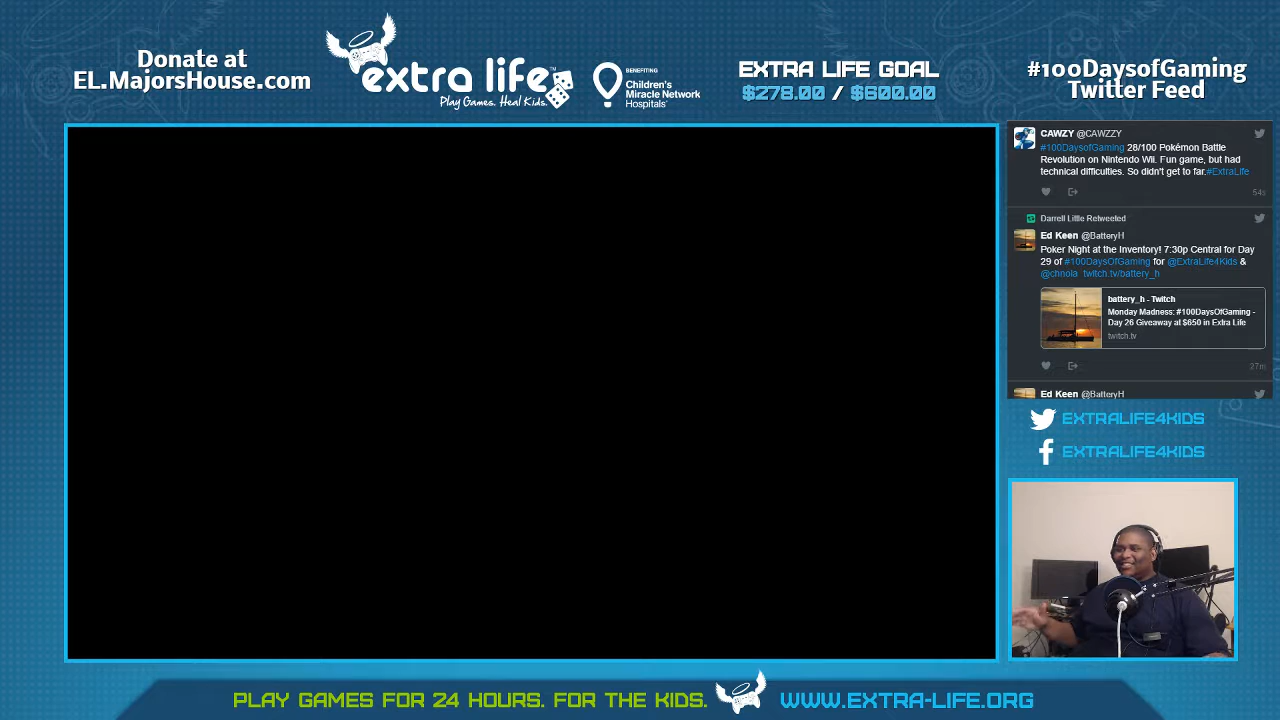 Donate at
EL.MajorsHouse.com
extra life™
Play Games. Heal Kids.
BENEFITING
Children's
Miracle Network
Hospitals
EXTRA LIFE GOAL
$278.00 / $600.00
#100DaysofGaming
Twitter Feed
CAWZY @CAWZZY
#100DaysofGaming 28/100 Pokémon Battle
Revolution on Nintendo Wii. Fun game, but had
technical difficulties. So didn't get to far.#ExtraLife
54s
Darrell Little Retweeted
Ed Keen @BatteryH
Poker Night at the Inventory! 7:30p Central for Day
29 of #100DaysOfGaming for @ExtraLife4Kids &
@chnola twitch.tv/battery_h
battery_h - Twitch
Monday Madness: #100DaysOfGaming -
Day 26 Giveaway at $650 in Extra Life
twitch.tv
27m
Ed Keen @BatteryH
EXTRALIFE4KIDS
EXTRALIFE4KIDS
PLAY GAMES FOR 24 HOURS. FOR THE KIDS.
WWW.EXTRA-LIFE.ORG